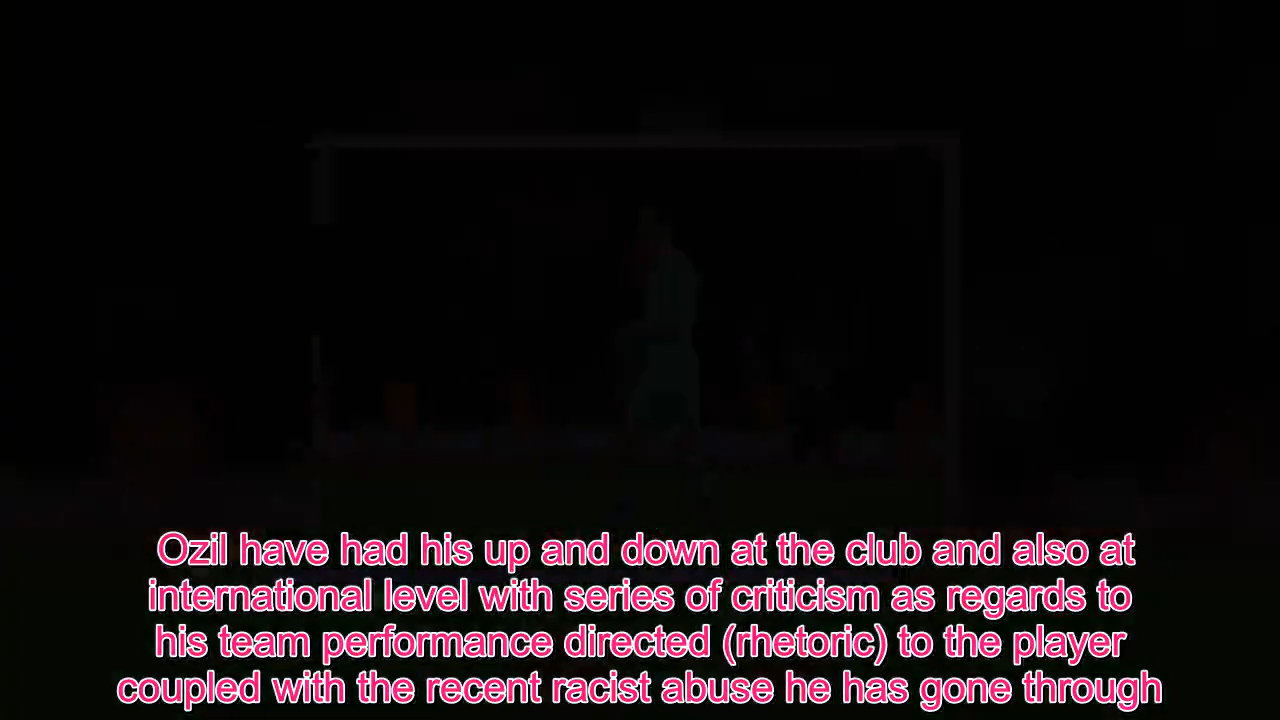 Ozil have had his up and down at the club and also at
international level with series of criticism as regards to
his team performance directed (rhetoric) to the player
coupled with the recent racist abuse he has gone through